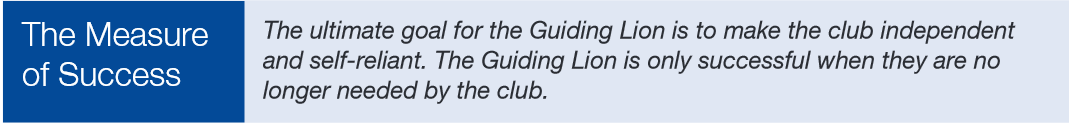 The Measure
of Success
The ultimate goal for the Guiding Lion is to make the club independent
and self-reliant. The Guiding Lion is only successful when they are no
longer needed by the club.